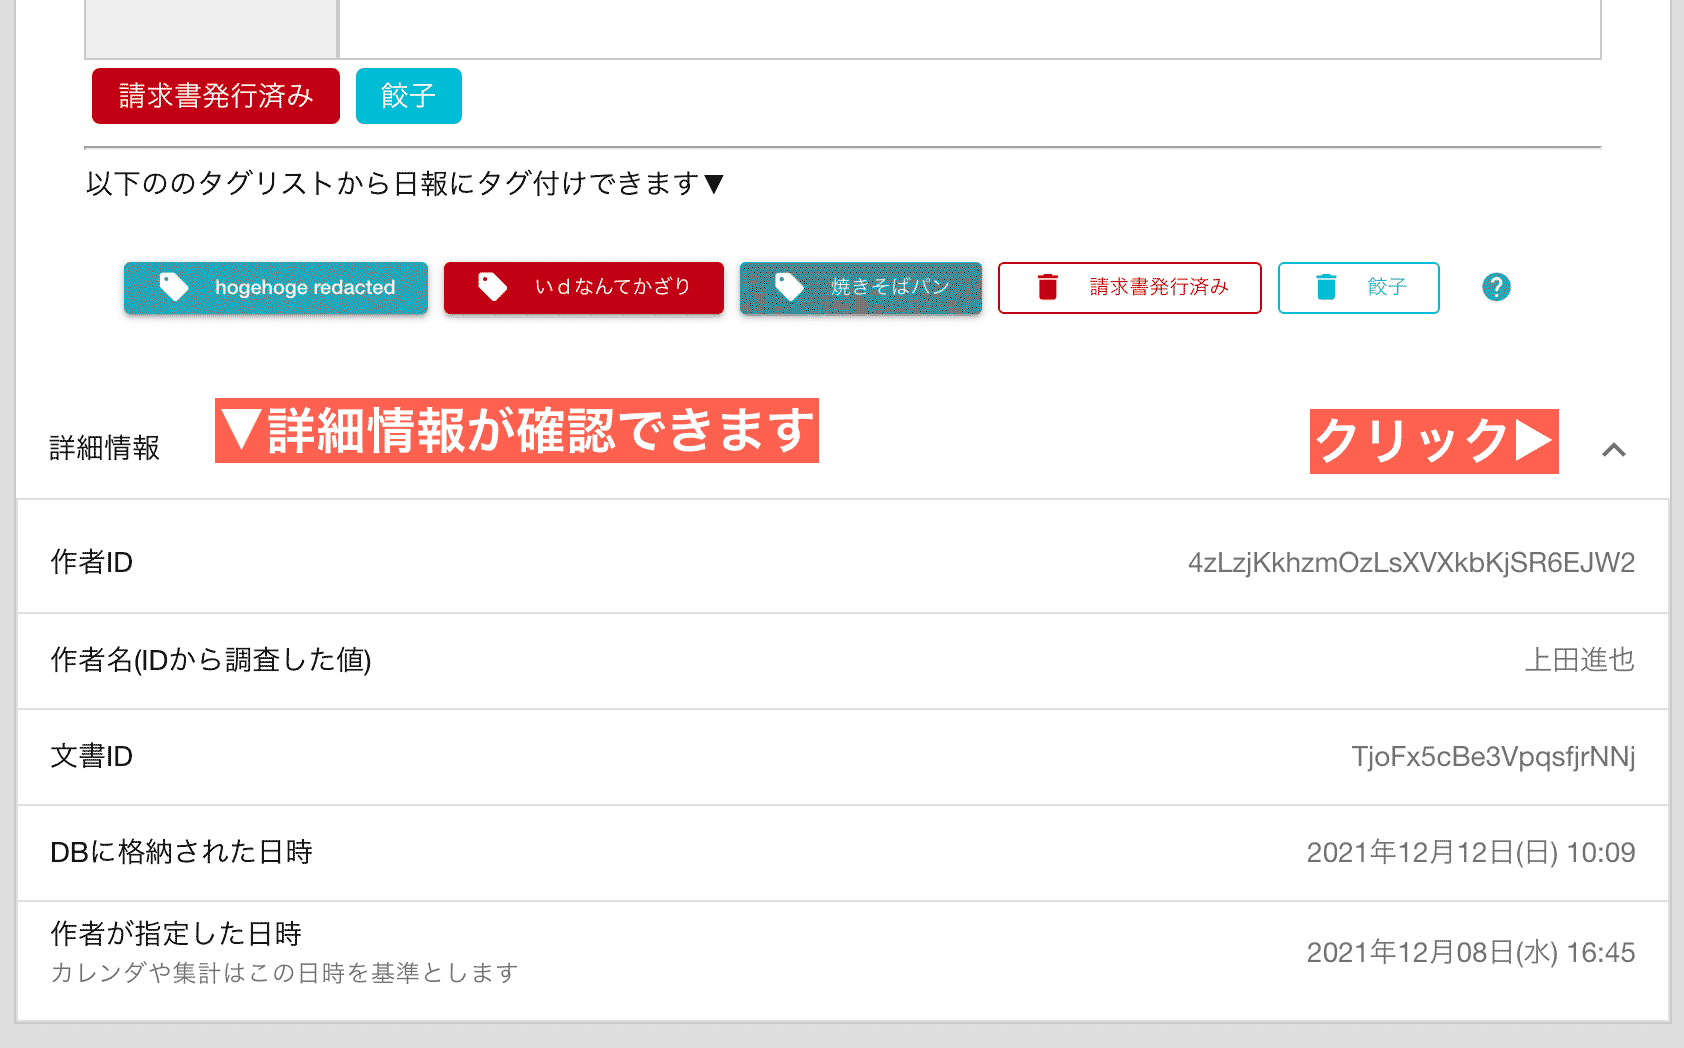 請求書発行済み 餃子
以下ののタグリストから日報にタグ付けできます▼
hogehoge redacted いｄなんてかざり 焼きそばパン 請求書発行済み 餃子 ?
詳細情報 ▼詳細情報が確認できます クリック▶
作者ID 4zLzjKkhzmOzLsXVXkbKjSR6EJW2
作者名(IDから調査した値) 上田進也
文書ID TjoFx5cBe3VpqsfjrNNj
DBに格納された日時 2021年12月12日(日) 10:09
作者が指定した日時 2021年12月08日(水) 16:45
カレンダや集計はこの日時を基準とします